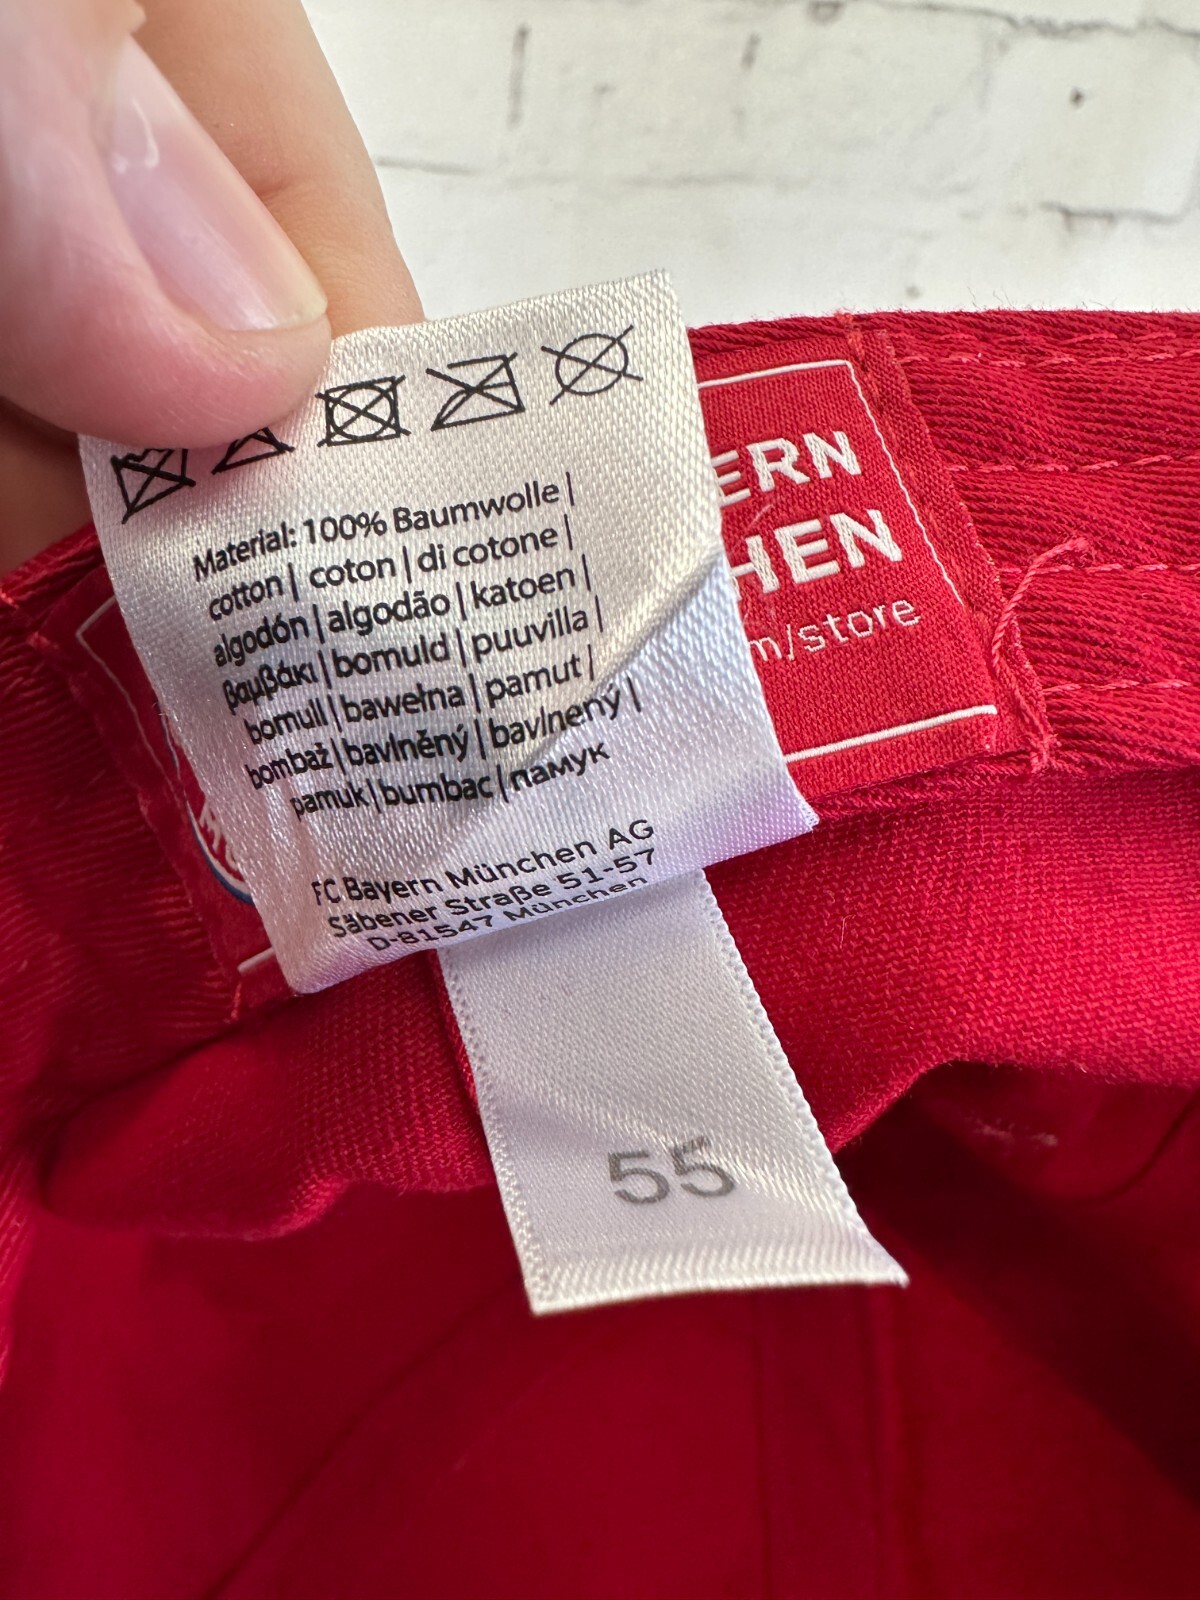 Material: 100% Baumwolle |
cotton | coton | di cotone |
algodón | algodão | katoen |
βαμβάκι | bomuld | puuvilla |
bomull | bawełna | pamut |
bombaž | bavlněný | bavlnený |
pamuk | bumbac | памук
FC Bayern München AG
Säbener Straße 51-57
D-81547 München
ERN
HEN
m/store
55